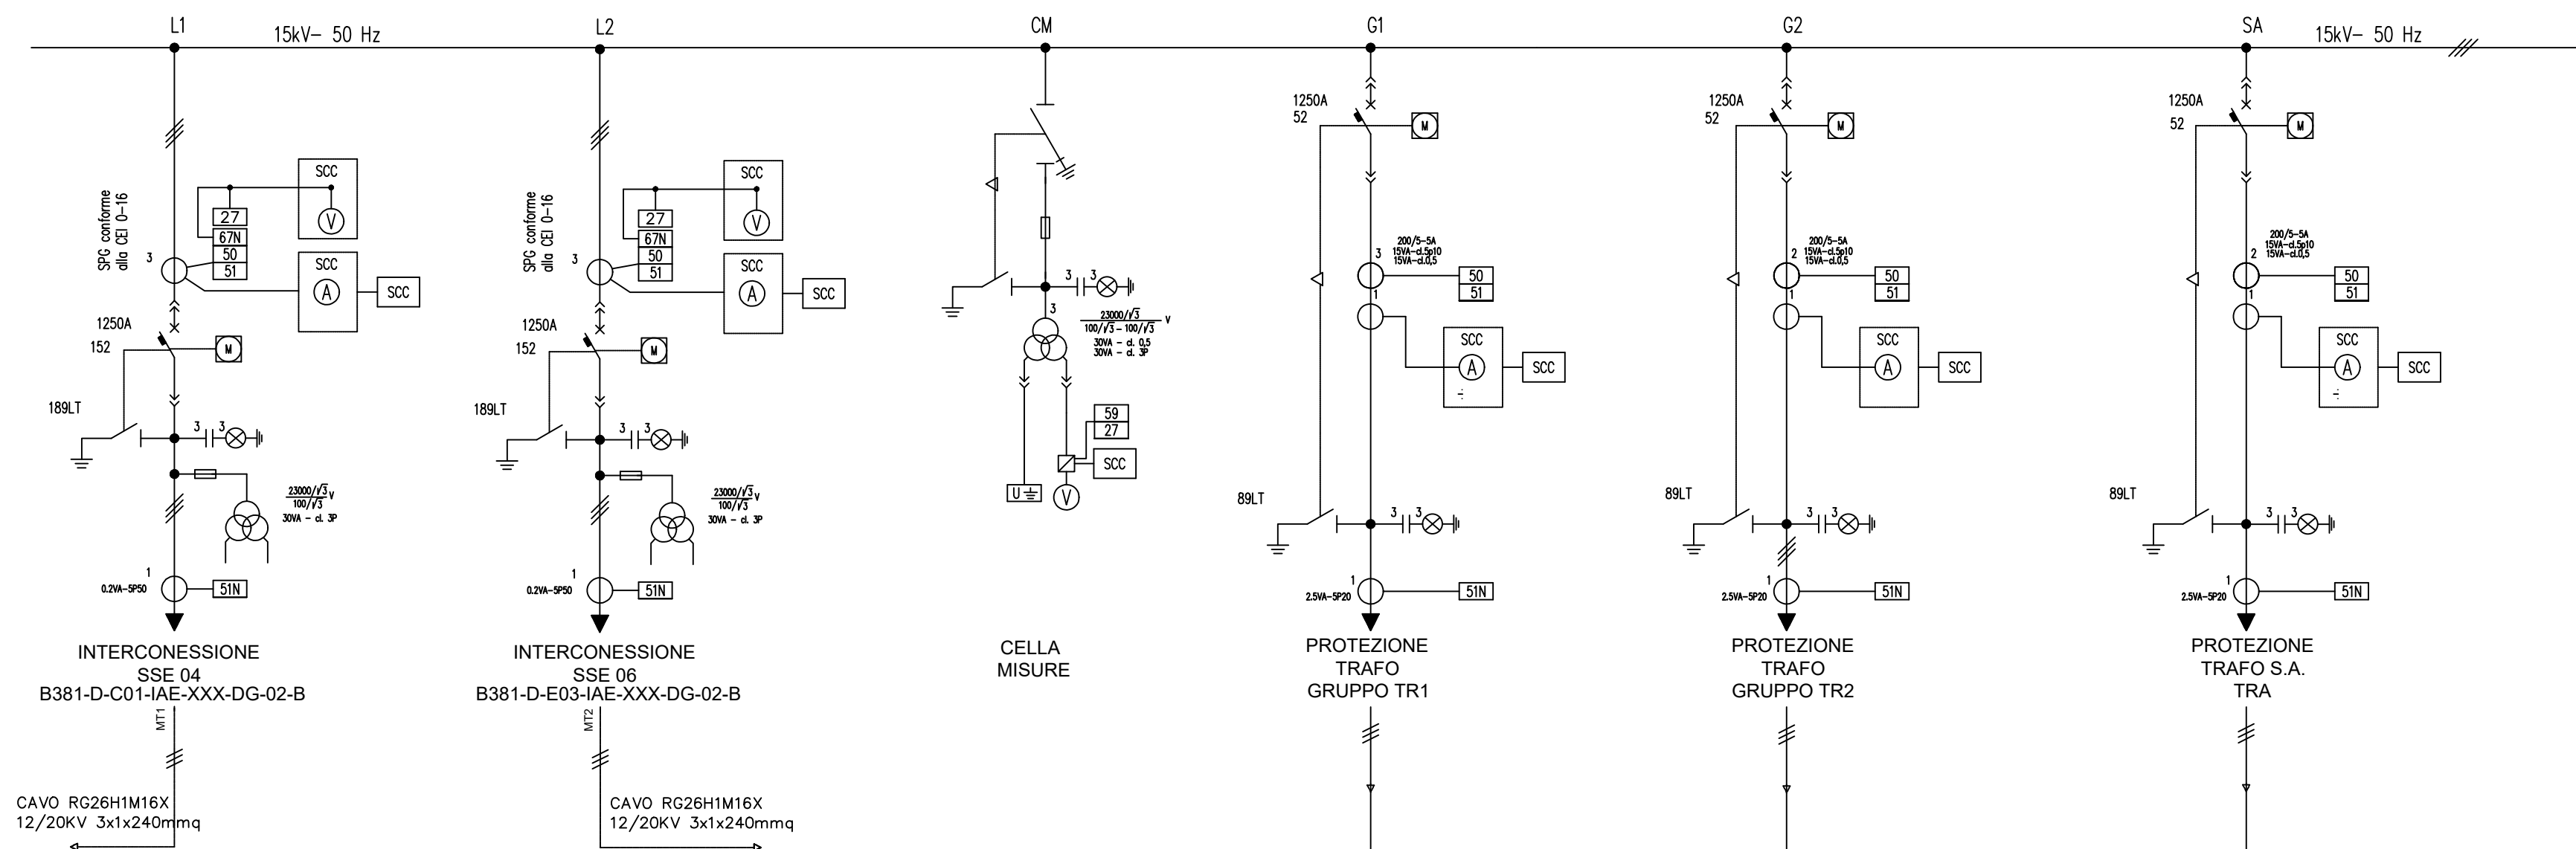 L1
15kV- 50 Hz
SPG conforme
alla CEI 0-16
3
27
67N
50
51
SCC
V
SCC
A
SCC
1250A
152
M
189LT
3
3
23000/√3 V
100/√3
30VA - cl. 3P
1
0.2VA-5P50
51N
INTERCONESSIONE
SSE 04
B381-D-C01-IAE-XXX-DG-02-B
MT1
CAVO RG26H1M16X
12/20KV 3x1x240mmq
L2
SPG conforme
alla CEI 0-16
3
27
67N
50
51
SCC
V
SCC
A
SCC
1250A
152
M
189LT
3
3
23000/√3 V
100/√3
30VA - cl. 3P
1
0.2VA-5P50
51N
INTERCONESSIONE
SSE 06
B381-D-E03-IAE-XXX-DG-02-B
MT2
CAVO RG26H1M16X
12/20KV 3x1x240mmq
CM
3
3
3
23000/√3 V
100/√3 - 100/√3
30VA - cl. 0,5
30VA - cl. 3P
59
27
SCC
U
V
CELLA
MISURE
G1
1250A
52
M
200/5-5A
15VA-cl.5p10
15VA-cl.0,5
3
1
50
51
SCC
A
SCC
89LT
3
3
1
2.5VA-5P20
51N
PROTEZIONE
TRAFO
GRUPPO TR1
G2
1250A
52
M
200/5-5A
15VA-cl.5p10
15VA-cl.0,5
2
1
50
51
SCC
A
SCC
89LT
3
3
1
2.5VA-5P20
51N
PROTEZIONE
TRAFO
GRUPPO TR2
SA
15kV- 50 Hz
1250A
52
M
200/5-5A
15VA-cl.5p10
15VA-cl.0,5
2
1
50
51
SCC
A
SCC
89LT
3
3
1
2.5VA-5P20
51N
PROTEZIONE
TRAFO S.A.
TRA